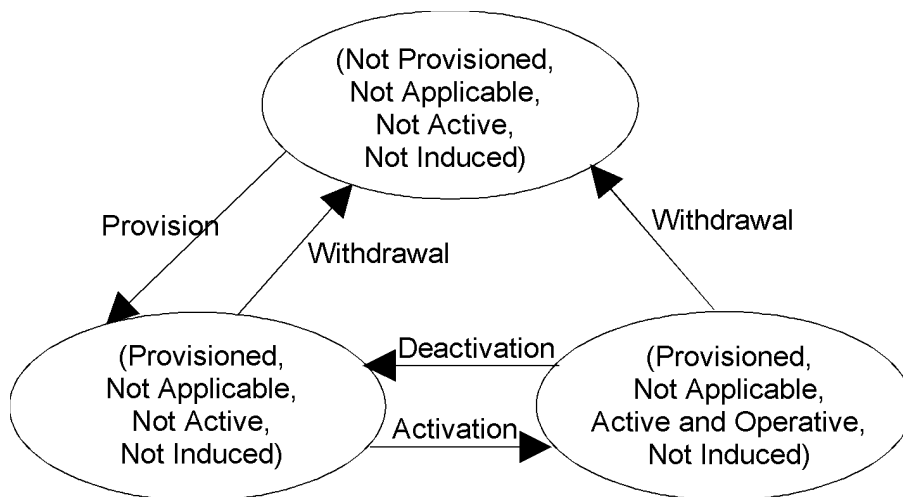 (Not Provisioned,
Not Applicable,
Not Active,
Not Induced)
Provision
Withdrawal
Withdrawal
(Provisioned,
Not Applicable,
Not Active,
Not Induced)
Deactivation
Activation
(Provisioned,
Not Applicable,
Active and Operative,
Not Induced)